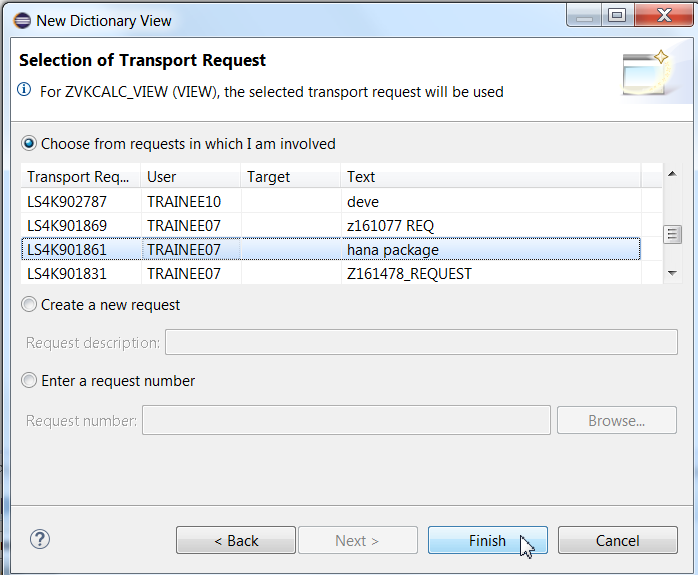 New Dictionary View
Selection of Transport Request
For ZVKCALC_VIEW (VIEW), the selected transport request will be used
Choose from requests in which I am involved
Transport Req... User Target Text
LS4K902787 TRAINEE10 deve
LS4K901869 TRAINEE07 z161077 REQ
LS4K901861 TRAINEE07 hana package
LS4K901831 TRAINEE07 Z161478_REQUEST
Create a new request
Request description:
Enter a request number
Request number: Browse...
? < Back Next > Finish Cancel